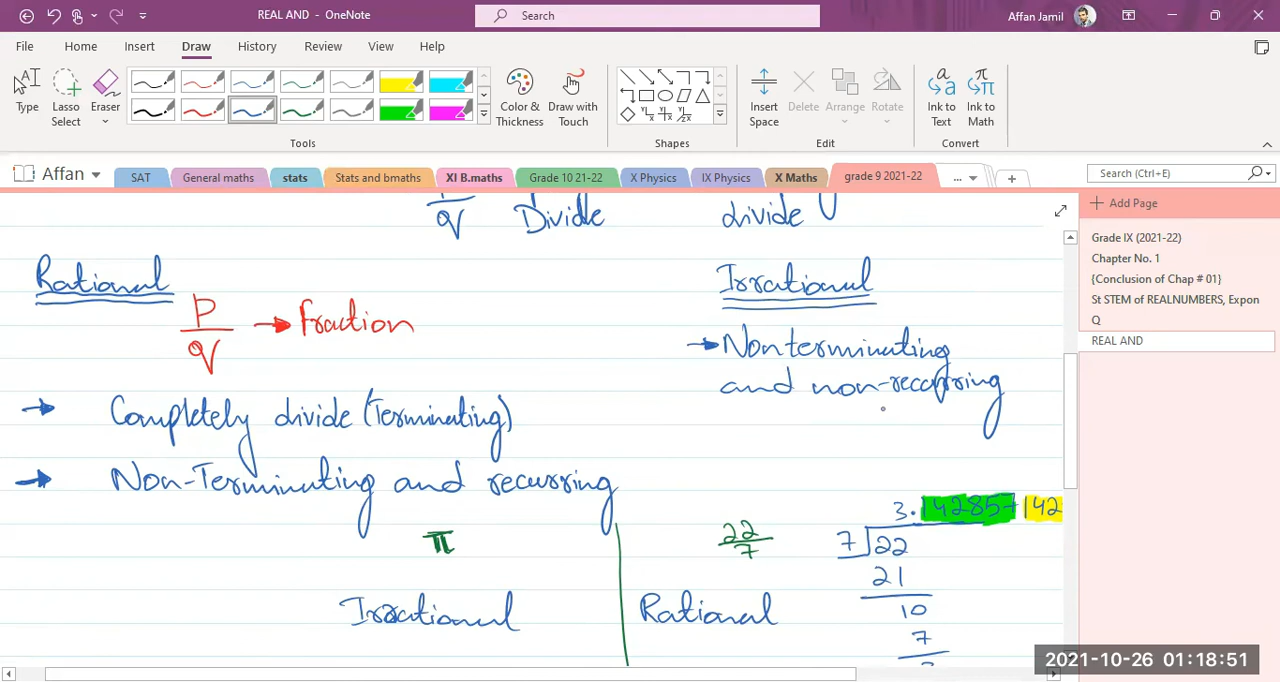 REAL AND - OneNote
Search
Affan Jamil
File Home Insert Draw History Review View Help
Type
Lasso Select
Eraser
Color & Thickness
Draw with Touch
Insert Space
Delete
Arrange
Rotate
Ink to Text
Ink to Math
Tools Shapes Edit Convert
Affan
SAT General maths stats Stats and bmaths XI B.maths Grade 10 21-22 X Physics IX Physics X Maths grade 9 2021-22 ...
Search (Ctrl+E)
Add Page
Grade IX (2021-22)
Chapter No. 1
{Conclusion of Chap # 01}
St STEM of REALNUMBERS, Expon
Q
REAL AND
q Divide divide
Rational
P
q
→ Fraction
→ Completely divide (Terminating)
→ Non-Terminating and recurring
Irrational
→ Nonterminating
and non-recurring
π
Irrational
22
7
Rational
3.142857142
7 22
21
10
7
2021-10-26 01:18:51